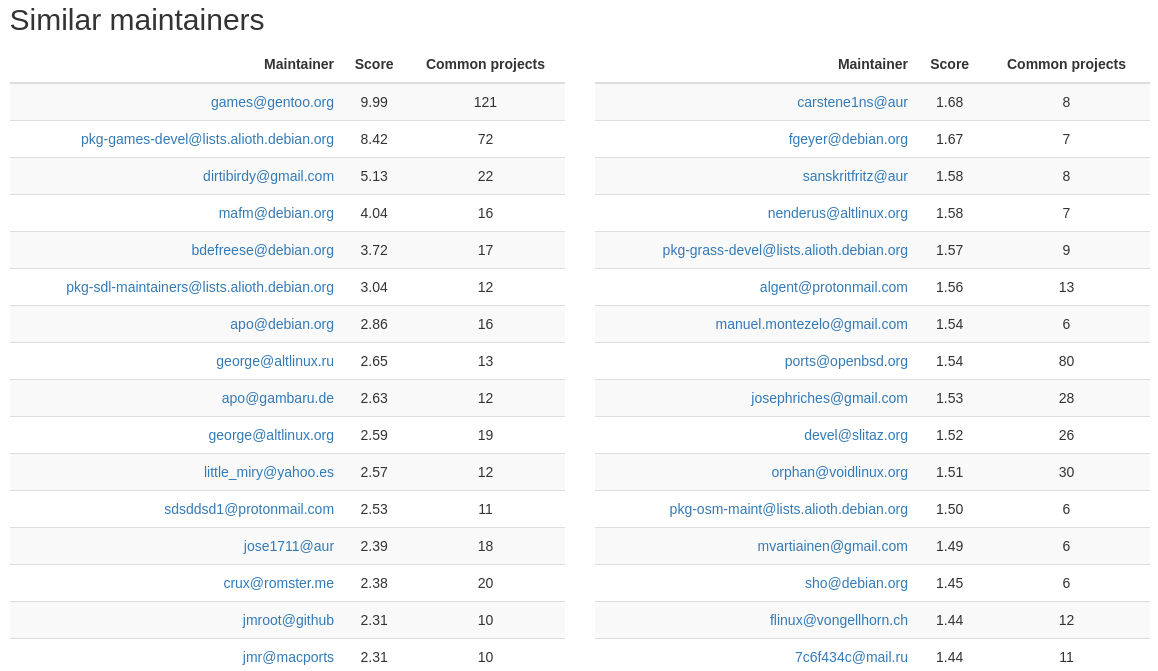 Similar maintainers
Maintainer Score Common projects
games@gentoo.org 9.99 121
pkg-games-devel@lists.alioth.debian.org 8.42 72
dirtibirdy@gmail.com 5.13 22
mafm@debian.org 4.04 16
bdefreese@debian.org 3.72 17
pkg-sdl-maintainers@lists.alioth.debian.org 3.04 12
apo@debian.org 2.86 16
george@altlinux.ru 2.65 13
apo@gambaru.de 2.63 12
george@altlinux.org 2.59 19
little_miry@yahoo.es 2.57 12
sdsddsd1@protonmail.com 2.53 11
jose1711@aur 2.39 18
crux@romster.me 2.38 20
jmroot@github 2.31 10
jmr@macports 2.31 10
Maintainer Score Common projects
carstene1ns@aur 1.68 8
fgeyer@debian.org 1.67 7
sanskritfritz@aur 1.58 8
nenderus@altlinux.org 1.58 7
pkg-grass-devel@lists.alioth.debian.org 1.57 9
algent@protonmail.com 1.56 13
manuel.montezelo@gmail.com 1.54 6
ports@openbsd.org 1.54 80
josephriches@gmail.com 1.53 28
devel@slitaz.org 1.52 26
orphan@voidlinux.org 1.51 30
pkg-osm-maint@lists.alioth.debian.org 1.50 6
mvartiainen@gmail.com 1.49 6
sho@debian.org 1.45 6
flinux@vongellhorn.ch 1.44 12
7c6f434c@mail.ru 1.44 11